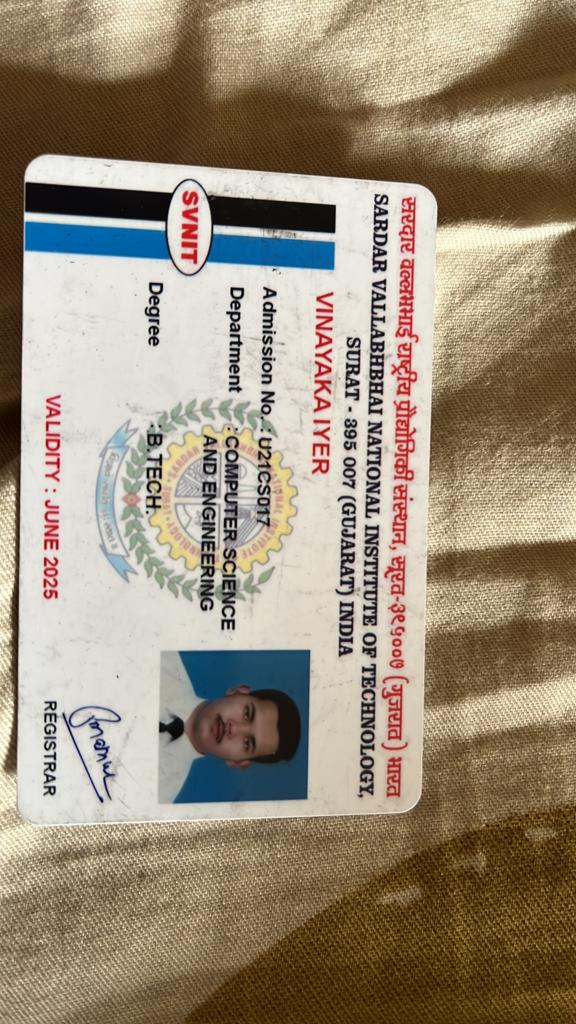 सरदार वल्लभभाई राष्ट्रीय प्रौद्योगिकी संस्थान, सूरत-३९५००७ (गुजरात) भारत
SARDAR VALLABHBHAI NATIONAL INSTITUTE OF TECHNOLOGY,
SURAT - 395 007 (GUJARAT) INDIA
SVNIT
VINAYAKA IYER
Admission No. : U21CS017
Department : COMPUTER SCIENCE
AND ENGINEERING
Degree : B.TECH.
VALIDITY : JUNE 2025
REGISTRAR